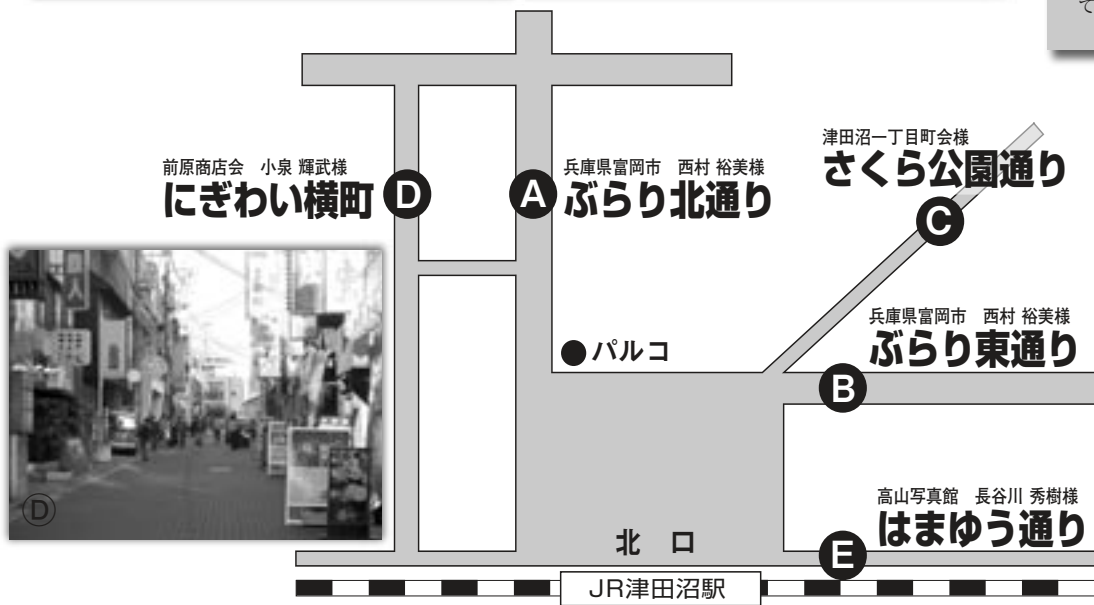 て
前原商店会　小泉 輝武様
にぎわい横町
D
兵庫県富岡市　西村 裕美様
A
ぶらり北通り
津田沼一丁目町会様
さくら公園通り
C
兵庫県富岡市　西村 裕美様
ぶらり東通り
B
パルコ
D
高山写真館　長谷川 秀樹様
はまゆう通り
E
北　口
JR津田沼駅